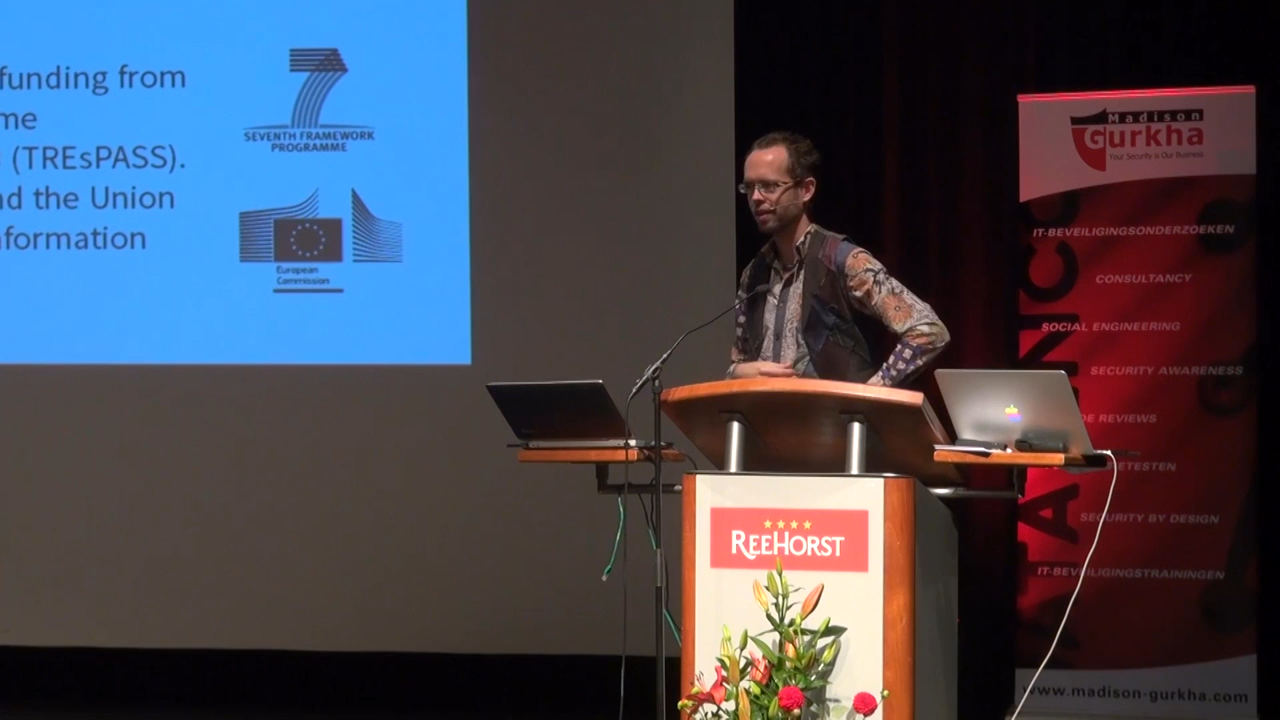 funding from
me
(TREsPASS).
nd the Union
nformation
SEVENTH FRAMEWORK
PROGRAMME
European
Commission
Madison
Gurkha
Your Security is Our Business
IT-BEVEILIGINGSONDERZOEKEN
CONSULTANCY
SOCIAL ENGINEERING
SECURITY AWARENESS
DE REVIEWS
ETESTEN
SECURITY BY DESIGN
IT-BEVEILIGINGSTRAININGEN
www.madison-gurkha.com
REEHORST